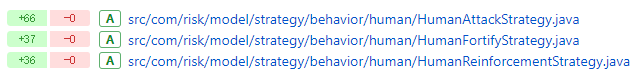 +66 −0 A src/com/risk/model/strategy/behavior/human/HumanAttackStrategy.java
+37 −0 A src/com/risk/model/strategy/behavior/human/HumanFortifyStrategy.java
+36 −0 A src/com/risk/model/strategy/behavior/human/HumanReinforcementStrategy.java